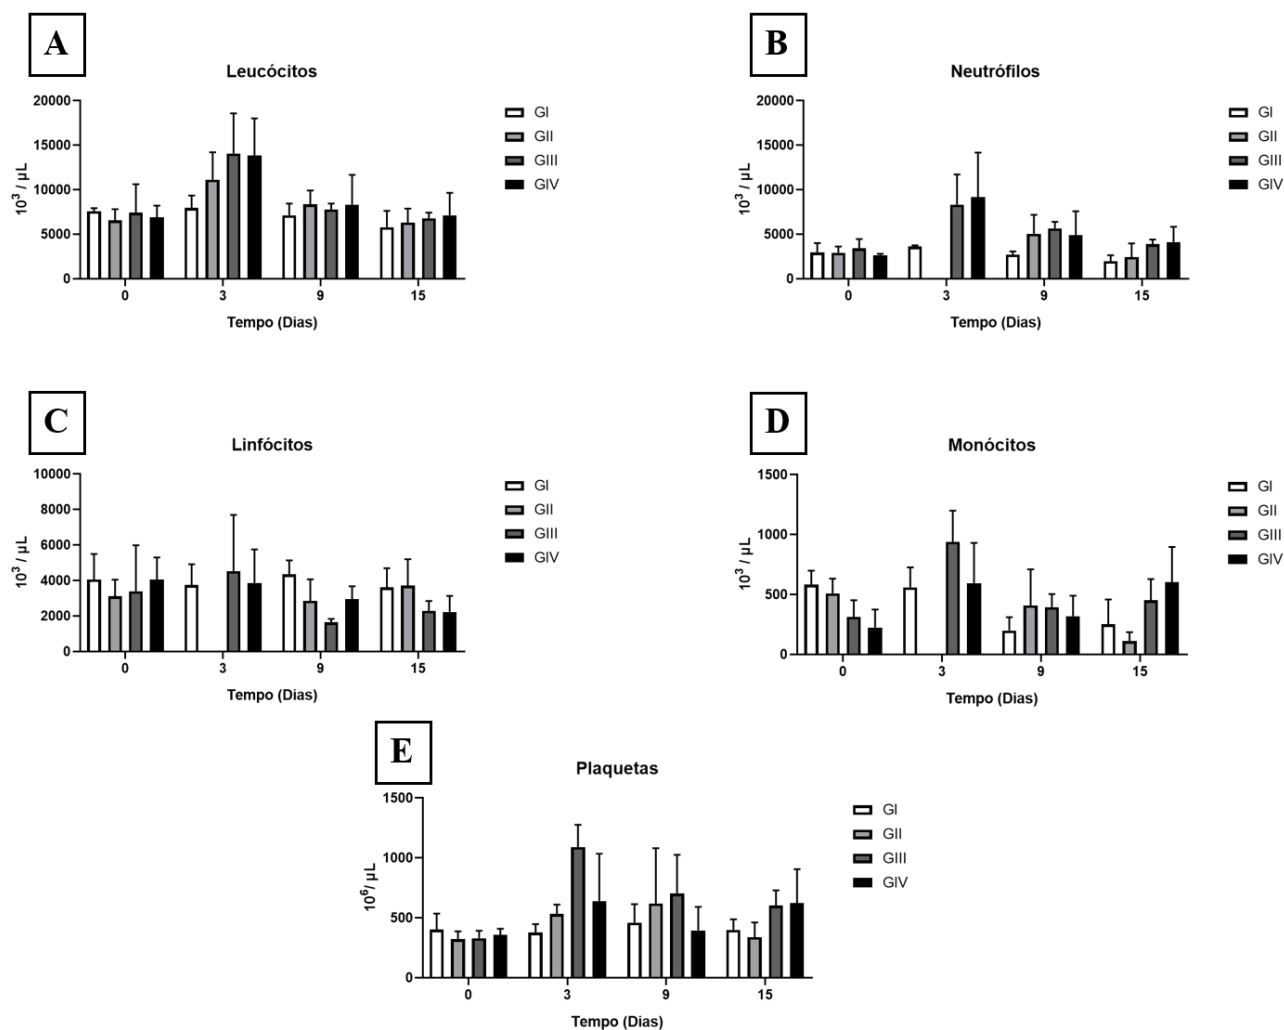 A
Leucócitos
20000
15000
10000
5000
0
10³ / µL
0 3 9 15
Tempo (Dias)
GI
GII
GIII
GIV
B
Neutrófilos
20000
15000
10000
5000
0
10³ / µL
0 3 9 15
Tempo (Dias)
GI
GII
GIII
GIV
C
Linfócitos
10000
8000
6000
4000
2000
0
10³ / µL
0 3 9 15
Tempo (Dias)
GI
GII
GIII
GIV
D
Monócitos
1500
1000
500
0
10³ / µL
0 3 9 15
Tempo (Dias)
GI
GII
GIII
GIV
E
Plaquetas
1500
1000
500
0
10⁶/ µL
0 3 9 15
Tempo (Dias)
GI
GII
GIII
GIV